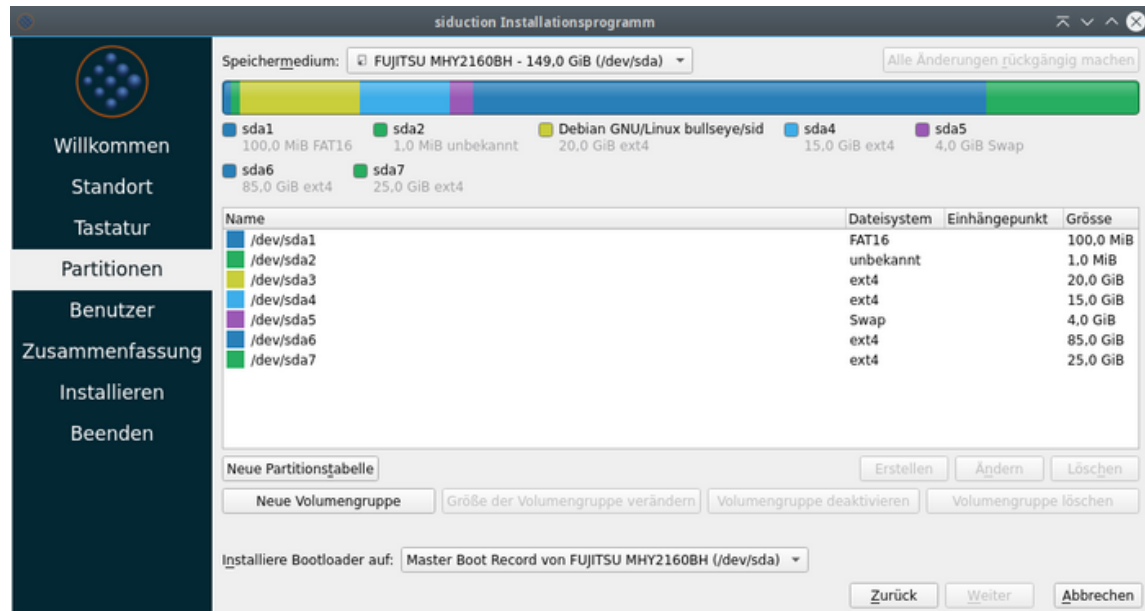 siduction Installationsprogramm
Speichermedium: FUJITSU MHY2160BH - 149,0 GiB (/dev/sda) Alle Änderungen rückgängig machen
sda1 sda2 Debian GNU/Linux bullseye/sid sda4 sda5
100,0 MiB FAT16 1,0 MiB unbekannt 20,0 GiB ext4 15,0 GiB ext4 4,0 GiB Swap
sda6 sda7
85,0 GiB ext4 25,0 GiB ext4
Willkommen
Standort
Tastatur
Partitionen
Benutzer
Zusammenfassung
Installieren
Beenden
Name Dateisystem Einhängepunkt Grösse
/dev/sda1 FAT16 100,0 MiB
/dev/sda2 unbekannt 1,0 MiB
/dev/sda3 ext4 20,0 GiB
/dev/sda4 ext4 15,0 GiB
/dev/sda5 Swap 4,0 GiB
/dev/sda6 ext4 85,0 GiB
/dev/sda7 ext4 25,0 GiB
Neue Partitionstabelle Erstellen Ändern Löschen
Neue Volumengruppe Größe der Volumengruppe verändern Volumengruppe deaktivieren Volumengruppe löschen
Installiere Bootloader auf: Master Boot Record von FUJITSU MHY2160BH (/dev/sda)
Zurück Weiter Abbrechen